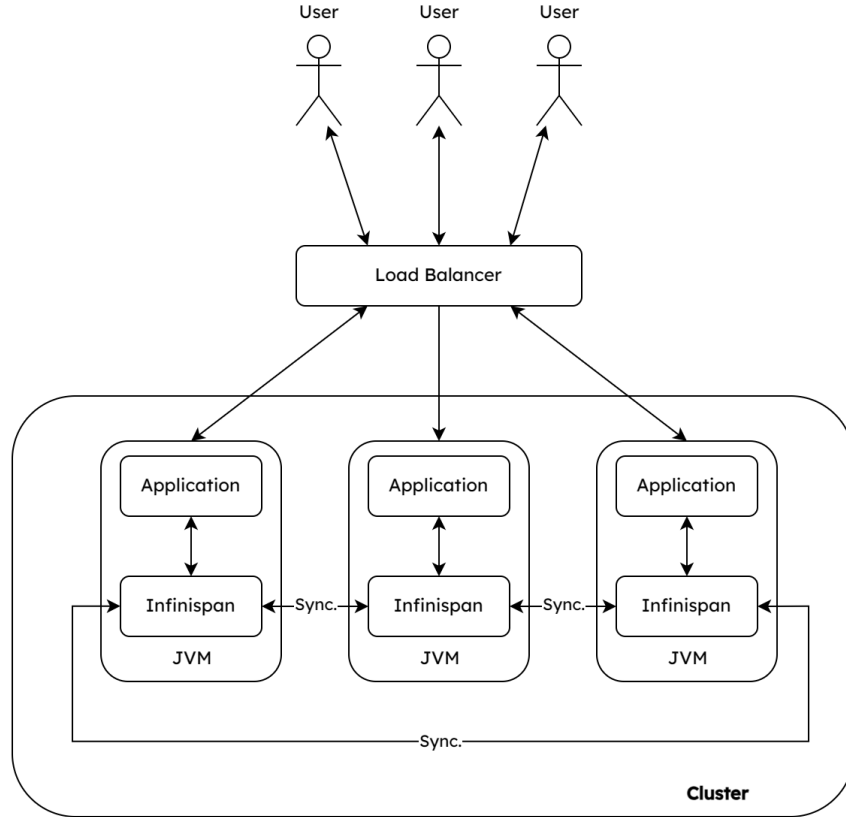 User
User
User
Load Balancer
Application
Application
Application
Infinispan
Sync.
Infinispan
Sync.
Infinispan
JVM
JVM
JVM
Sync.
Cluster